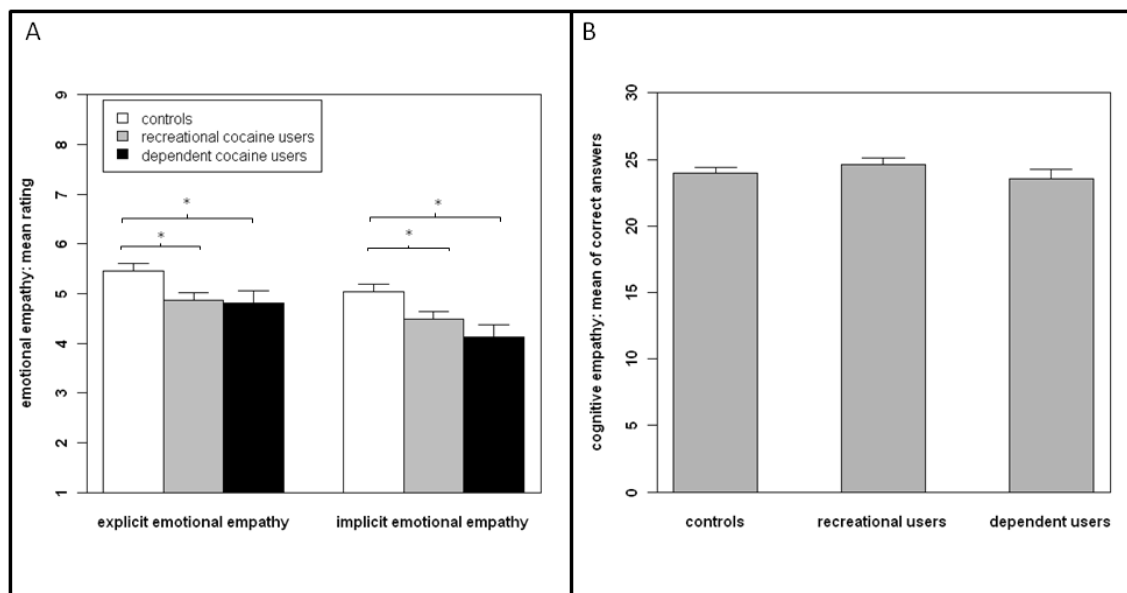 A
emotional empathy: mean rating
9
8
7
6
5
4
3
2
1
controls
recreational cocaine users
dependent cocaine users
*
*
*
*
explicit emotional empathy
implicit emotional empathy
B
cognitive empathy: mean of correct answers
30
25
20
15
10
5
0
controls
recreational users
dependent users